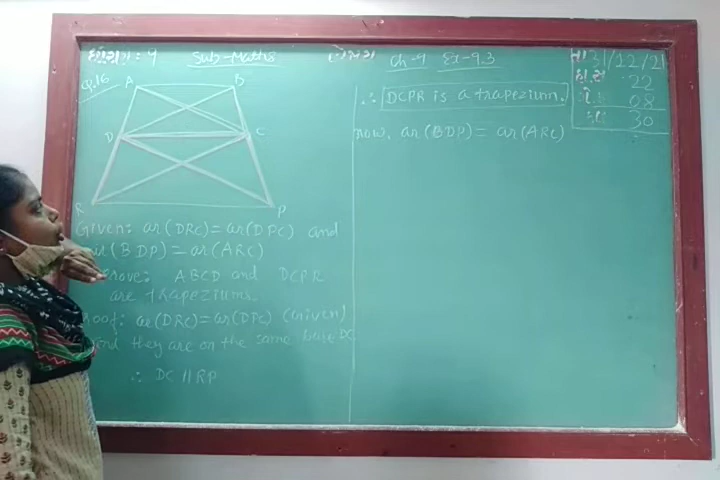 ધોરણ : 9 Sub-Maths Ch-9 Ex-9.3
31/12/21
22
08
30
Q.16
A B
D C
R P
Given: ar(DRC) = ar(DPC) and
ar(BDP) = ar(ARC)
prove: ABCD and DCPR
are trapeziums.
Proof: ar(DRC) = ar(DPC) (Given)
and they are on the same base DC.
∴ DC ॥ RP
∴ DCPR is a trapezium.
now, ar(BDP) = ar(ARC)